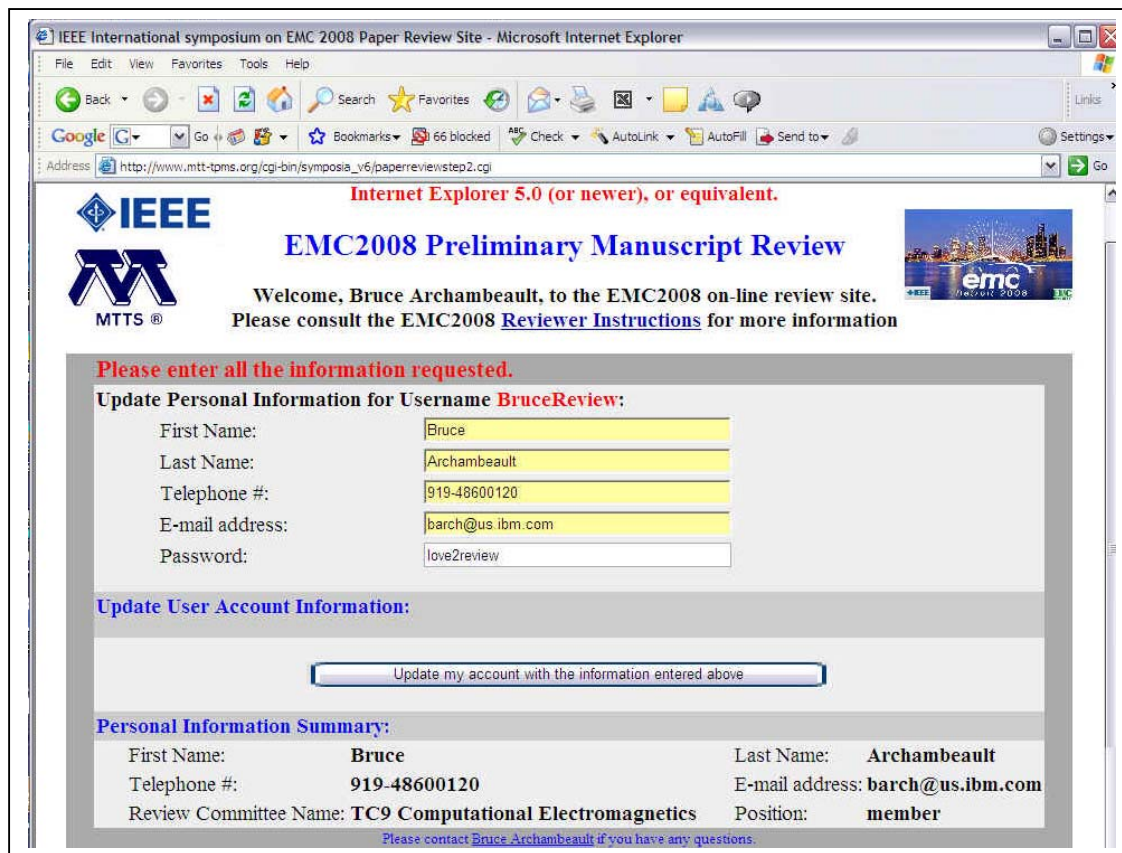 IEEE International symposium on EMC 2008 Paper Review Site - Microsoft Internet Explorer
File Edit View Favorites Tools Help
Back Search Favorites Links
Google G Go Bookmarks 66 blocked ABC Check AutoLink AutoFill Send to Settings
Address http://www.mtt-tpms.org/cgi-bin/symposia_v6/paperreviewstep2.cgi Go
Internet Explorer 5.0 (or newer), or equivalent.
IEEE
EMC2008 Preliminary Manuscript Review
emc
IEEE detroit 2008 EMC
MTTS ®
Welcome, Bruce Archambeault, to the EMC2008 on-line review site.
Please consult the EMC2008 Reviewer Instructions for more information
Please enter all the information requested.
Update Personal Information for Username BruceReview:
First Name: Bruce
Last Name: Archambeault
Telephone #: 919-48600120
E-mail address: barch@us.ibm.com
Password: love2review
Update User Account Information:
Update my account with the information entered above
Personal Information Summary:
First Name: Bruce Last Name: Archambeault
Telephone #: 919-48600120 E-mail address: barch@us.ibm.com
Review Committee Name: TC9 Computational Electromagnetics Position: member
Please contact Bruce Archambeault if you have any questions.